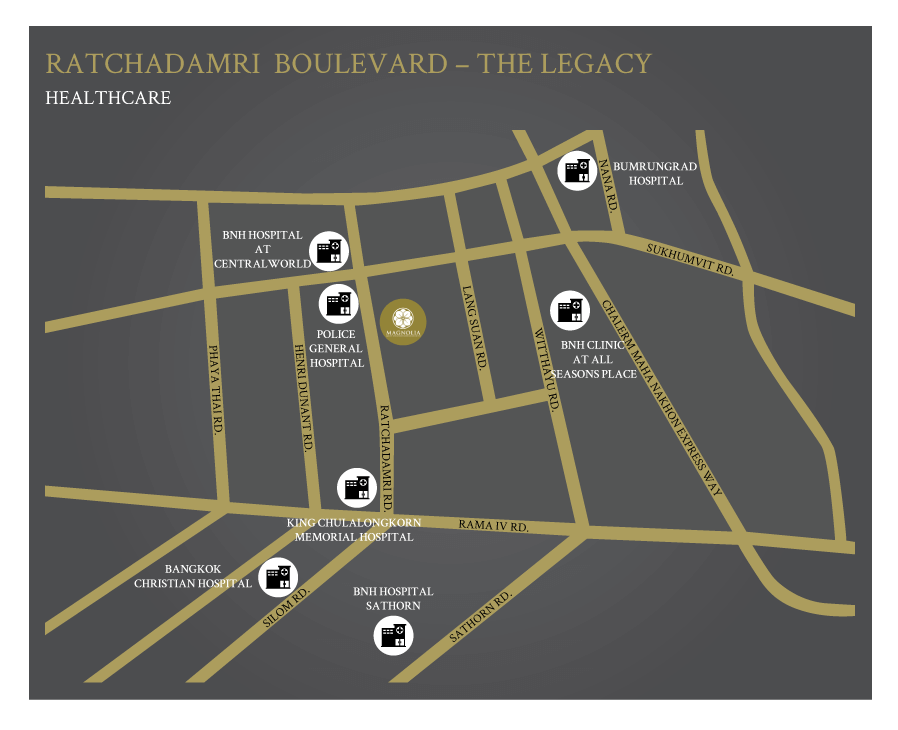 RATCHADAMRI BOULEVARD – THE LEGACY
HEALTHCARE
NANA RD.
BUMRUNGRAD
HOSPITAL
BNH HOSPITAL
AT
CENTRALWORLD
SUKHUMVIT RD.
POLICE
GENERAL
HOSPITAL
MAGNOLIA
LANG SUAN RD.
WITTHAYU RD.
BNH CLINIC
AT ALL
SEASONS PLACE
CHALERM MAHA NAKHON EXPRESS WAY
PHAYA THAI RD.
HENRI DUNANT RD.
RATCHADAMRI RD.
KING CHULALONGKORN
MEMORIAL HOSPITAL
RAMA IV RD.
BANGKOK
CHRISTIAN HOSPITAL
SILOM RD.
BNH HOSPITAL
SATHORN
SATHORN RD.